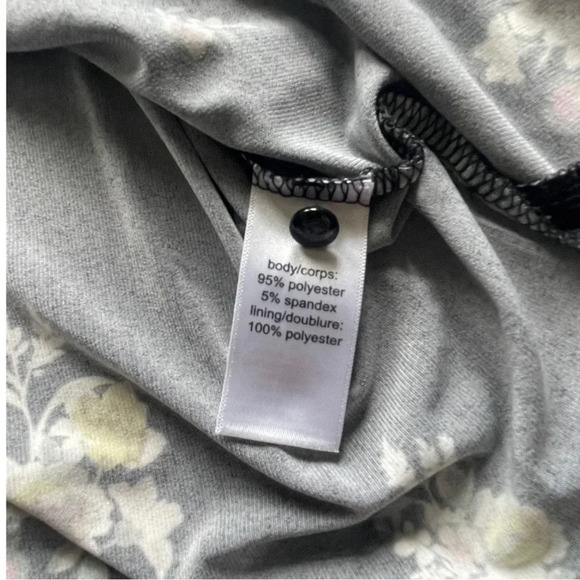 body/corps:
95% polyester
5% spandex
lining/doublure:
100% polyester